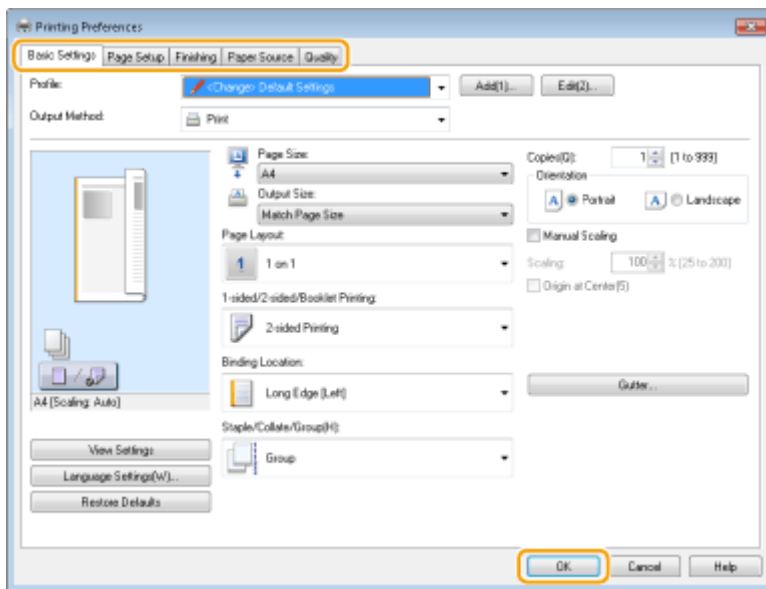 Printing Preferences
Basic Settings Page Setup Finishing Paper Source Quality
Profile: <Change> Default Settings Add(1)... Edit(2)...
Output Method: Print
Page Size:
A4
Output Size:
Match Page Size
Page Layout:
1 1 on 1
1-sided/2-sided/Booklet Printing:
2-sided Printing
Binding Location:
Long Edge [Left]
Staple/Collate/Group(H):
Group
A4 [Scaling: Auto]
View Settings
Language Settings(W)...
Restore Defaults
Copies(Q): 1 [1 to 999]
Orientation
A Portrait A Landscape
Manual Scaling
Scaling: 100 % [25 to 200]
Origin at Center(5)
Gutter...
OK Cancel Help